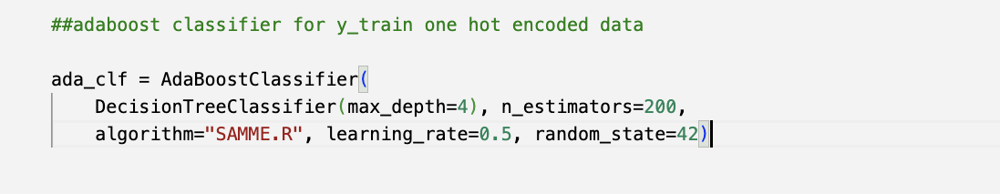 ##adaboost classifier for y_train one hot encoded data
ada_clf = AdaBoostClassifier(
DecisionTreeClassifier(max_depth=4), n_estimators=200,
algorithm="SAMME.R", learning_rate=0.5, random_state=42)